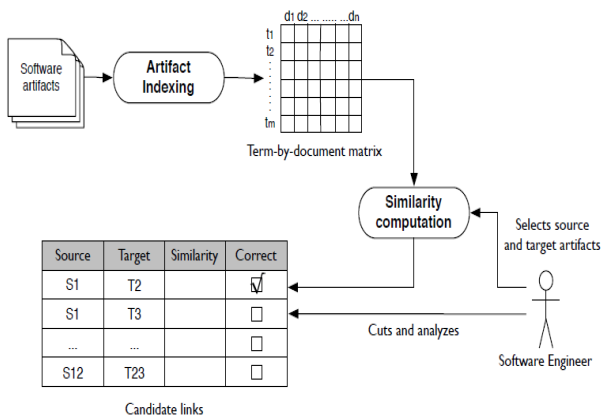 d1 d2 ... ..... ...dn
t1
t2
.
.
.
.
.
tm
Software
artifacts
Artifact
Indexing
Term-by-document matrix
Similarity
computation
Selects source
and target artifacts
Source Target Similarity Correct
S1 T2
S1 T3
... ...
S12 T23
Cuts and analyzes
Software Engineer
Candidate links